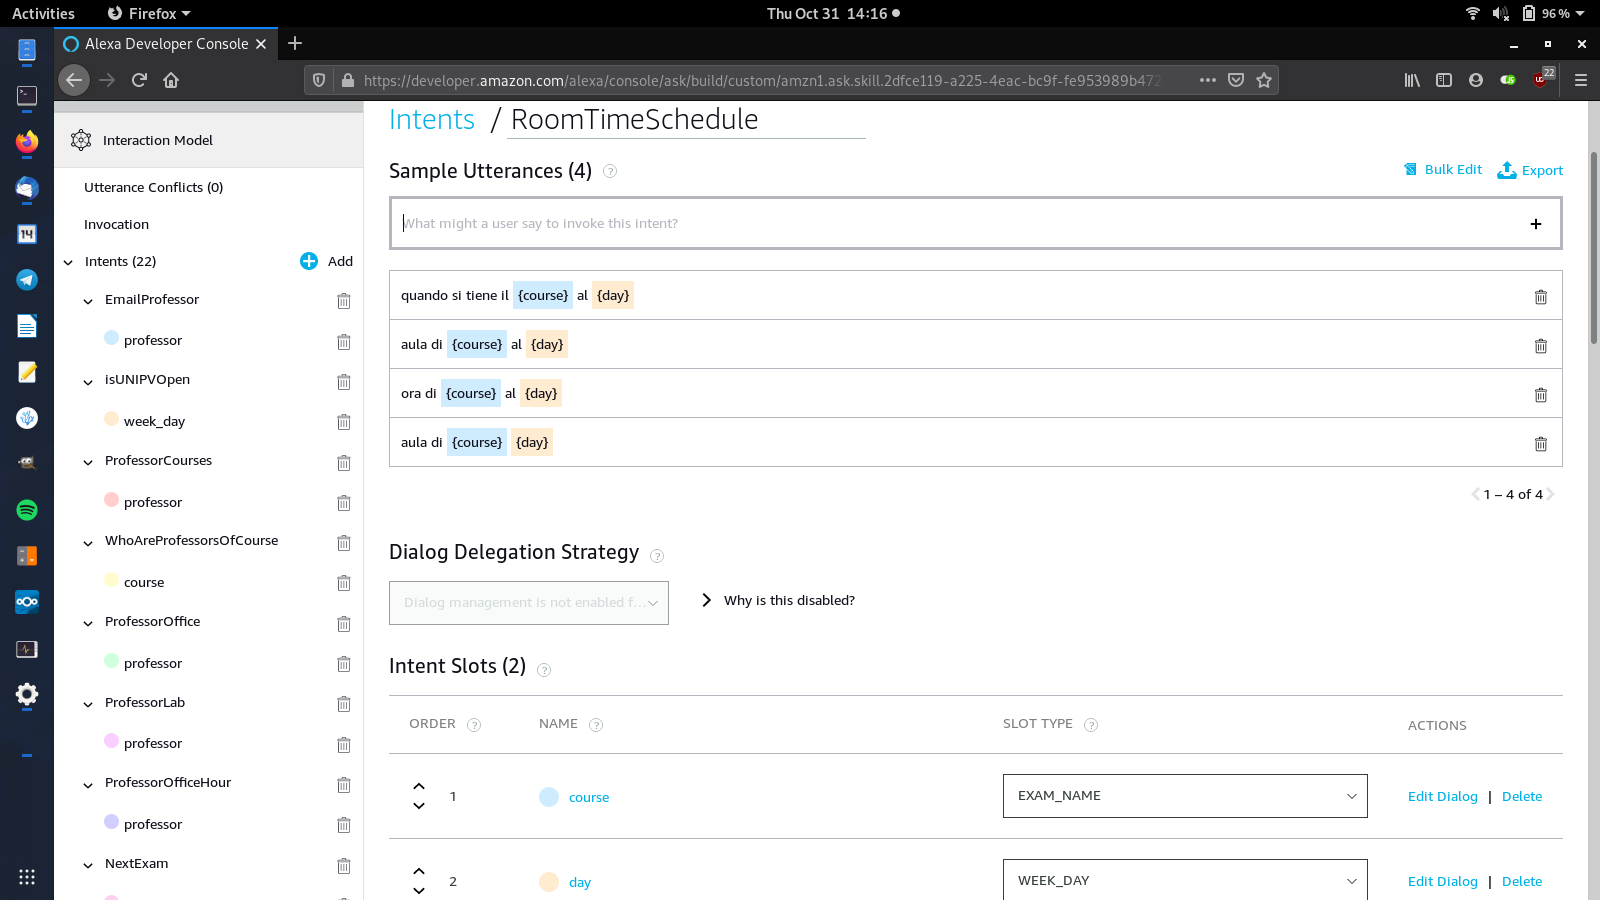 Activities Firefox Thu Oct 31 14:16 96 %
Alexa Developer Console
https://developer.amazon.com/alexa/console/ask/build/custom/amzn1.ask.skill.2dfce119-a225-4eac-bc9f-fe953989b472
22
14
Interaction Model
Utterance Conflicts (0)
Invocation
Intents (22) Add
EmailProfessor
professor
isUNIPVOpen
week_day
ProfessorCourses
professor
WhoAreProfessorsOfCourse
course
ProfessorOffice
professor
ProfessorLab
professor
ProfessorOfficeHour
professor
NextExam
Intents / RoomTimeSchedule
Sample Utterances (4) ? Bulk Edit Export
What might a user say to invoke this intent? +
quando si tiene il {course} al {day}
aula di {course} al {day}
ora di {course} al {day}
aula di {course} {day}
1 – 4 of 4
Dialog Delegation Strategy ?
Dialog management is not enabled f... Why is this disabled?
Intent Slots (2) ?
ORDER ? NAME ? SLOT TYPE ? ACTIONS
1 course EXAM_NAME Edit Dialog | Delete
2 day WEEK_DAY Edit Dialog | Delete